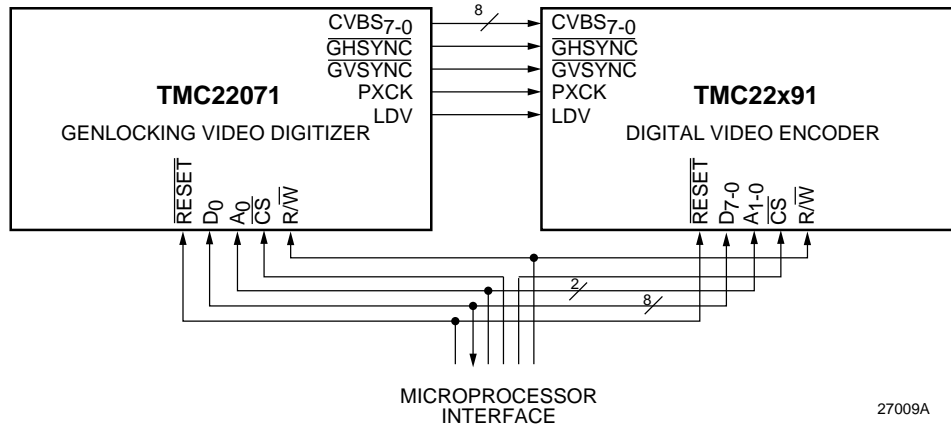 CVBS7-0
GHSYNC
GVSYNC
PXCK
LDV
TMC22071
GENLOCKING VIDEO DIGITIZER
RESET
D0
A0
CS
R/W
8
CVBS7-0
GHSYNC
GVSYNC
PXCK
LDV
TMC22x91
DIGITAL VIDEO ENCODER
RESET
D7-0
A1-0
CS
R/W
2
8
MICROPROCESSOR
INTERFACE
27009A